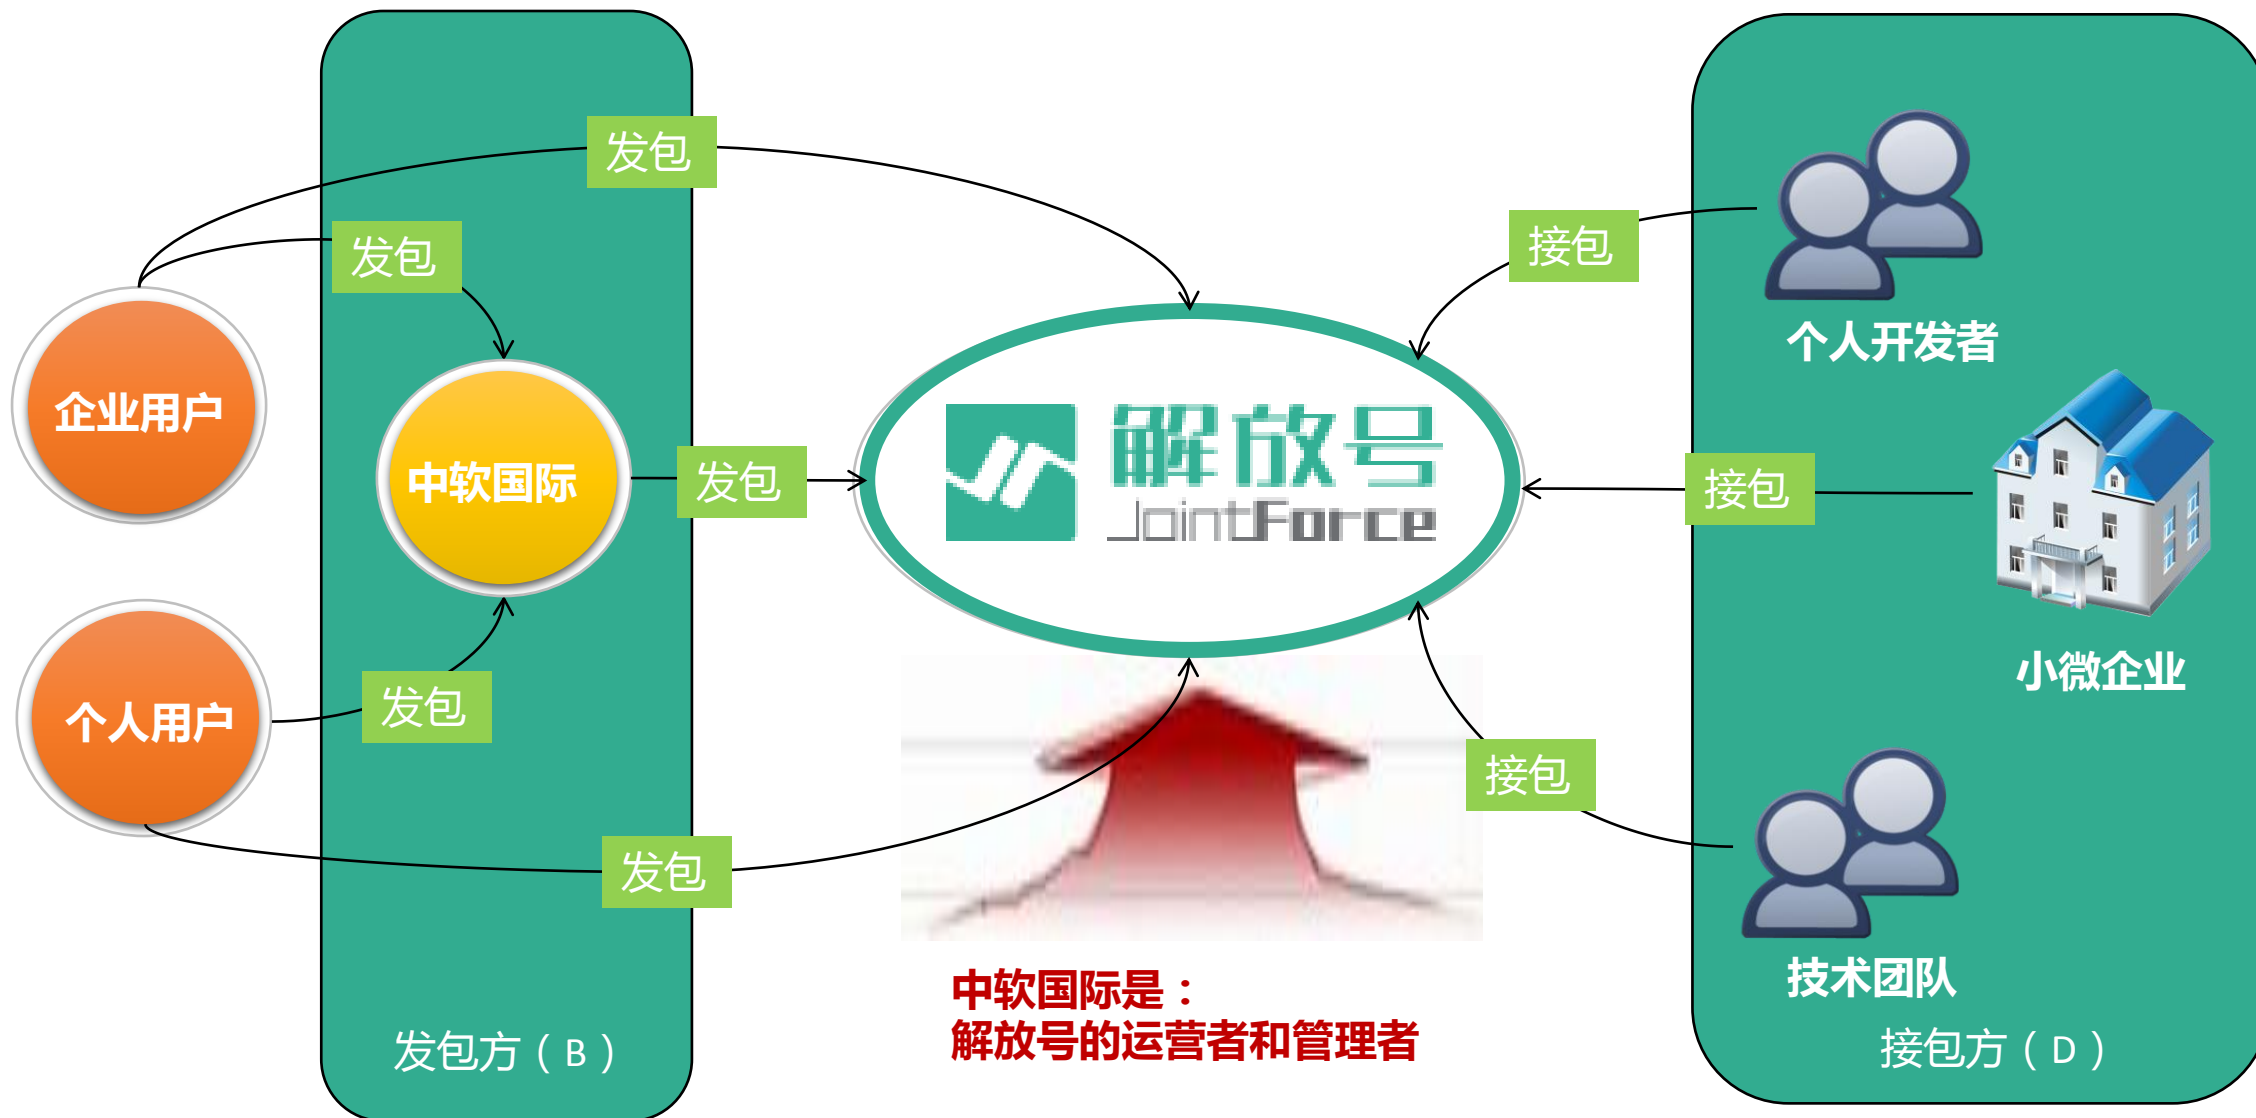 发包
发包
接包
个人开发者
企业用户
解放号
JointForce
中软国际
发包
接包
小微企业
个人用户
发包
接包
发包
技术团队
中软国际是：
解放号的运营者和管理者
发包方（B）
接包方（D）